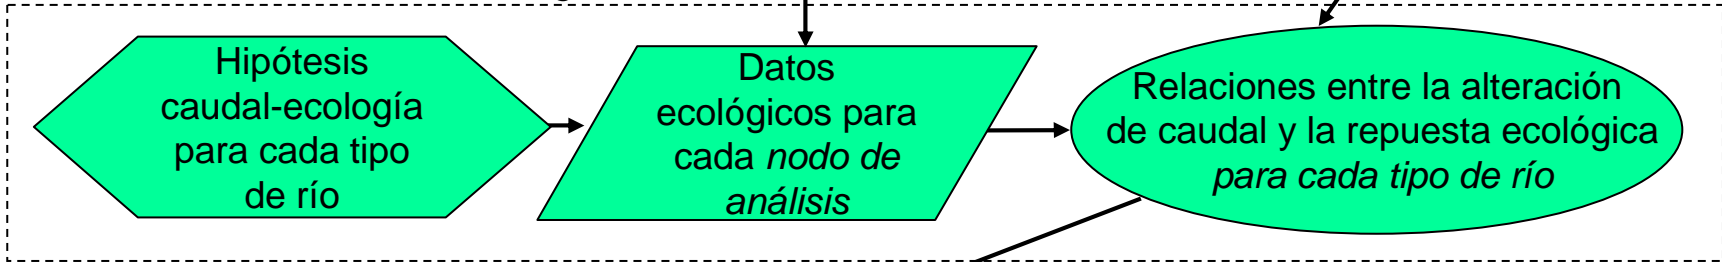 Hipótesis
caudal-ecología
para cada tipo
de río
Datos
ecológicos para
cada nodo de
análisis
Relaciones entre la alteración
de caudal y la repuesta ecológica
para cada tipo de río